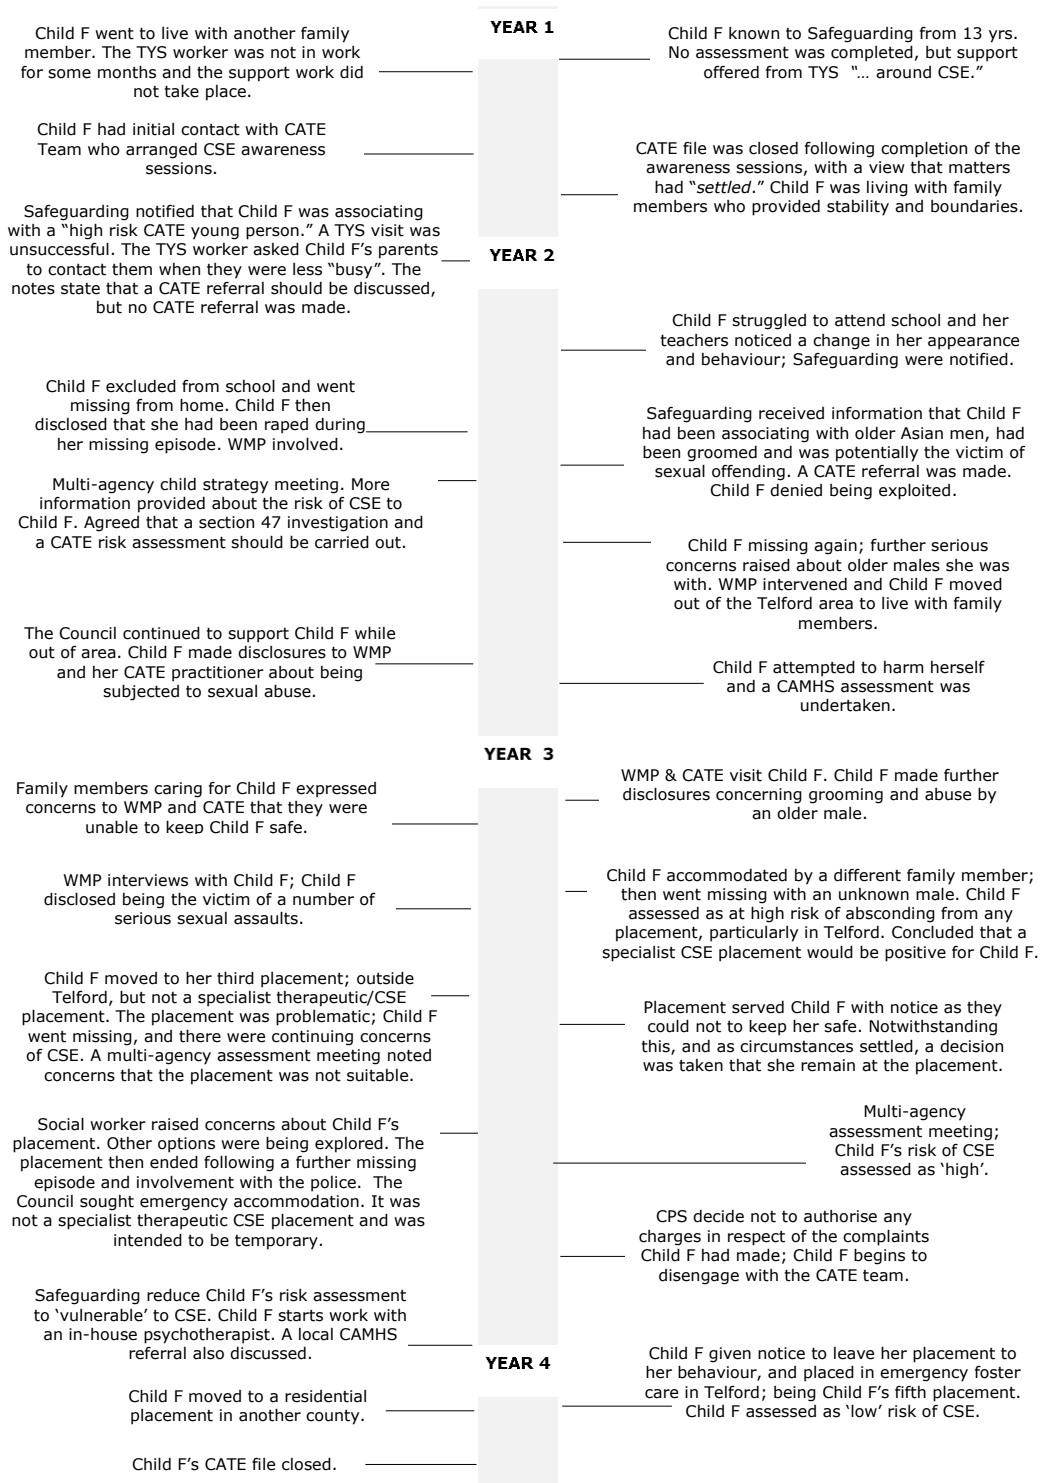 YEAR 1
Child F known to Safeguarding from 13 yrs.
No assessment was completed, but support
offered from TYS “… around CSE.”
Child F went to live with another family
member. The TYS worker was not in work
for some months and the support work did
not take place.
Child F had initial contact with CATE
Team who arranged CSE awareness
sessions.
CATE file was closed following completion of the
awareness sessions, with a view that matters
had “settled.” Child F was living with family
members who provided stability and boundaries.
Safeguarding notified that Child F was associating
with a “high risk CATE young person.” A TYS visit was
unsuccessful. The TYS worker asked Child F’s parents
to contact them when they were less “busy”. The
notes state that a CATE referral should be discussed,
but no CATE referral was made.
YEAR 2
Child F struggled to attend school and her
teachers noticed a change in her appearance
and behaviour; Safeguarding were notified.
Child F excluded from school and went
missing from home. Child F then
disclosed that she had been raped during
her missing episode. WMP involved.
Safeguarding received information that Child F
had been associating with older Asian men, had
been groomed and was potentially the victim of
sexual offending. A CATE referral was made.
Child F denied being exploited.
Multi-agency child strategy meeting. More
information provided about the risk of CSE to
Child F. Agreed that a section 47 investigation and
a CATE risk assessment should be carried out.
Child F missing again; further serious
concerns raised about older males she was
with. WMP intervened and Child F moved
out of the Telford area to live with family
members.
The Council continued to support Child F while
out of area. Child F made disclosures to WMP
and her CATE practitioner about being
subjected to sexual abuse.
Child F attempted to harm herself
and a CAMHS assessment was
undertaken.
YEAR 3
WMP & CATE visit Child F. Child F made further
disclosures concerning grooming and abuse by
an older male.
Family members caring for Child F expressed
concerns to WMP and CATE that they were
unable to keep Child F safe.
Child F accommodated by a different family member;
then went missing with an unknown male. Child F
assessed as at high risk of absconding from any
placement, particularly in Telford. Concluded that a
specialist CSE placement would be positive for Child F.
WMP interviews with Child F; Child F
disclosed being the victim of a number of
serious sexual assaults.
Child F moved to her third placement; outside
Telford, but not a specialist therapeutic/CSE
placement. The placement was problematic; Child F
went missing, and there were continuing concerns
of CSE. A multi-agency assessment meeting noted
concerns that the placement was not suitable.
Placement served Child F with notice as they
could not to keep her safe. Notwithstanding
this, and as circumstances settled, a decision
was taken that she remain at the placement.
Social worker raised concerns about Child F’s
placement. Other options were being explored. The
placement then ended following a further missing
episode and involvement with the police. The
Council sought emergency accommodation. It was
not a specialist therapeutic CSE placement and was
intended to be temporary.
Multi-agency
assessment meeting;
Child F’s risk of CSE
assessed as ‘high’.
CPS decide not to authorise any
charges in respect of the complaints
Child F had made; Child F begins to
disengage with the CATE team.
Safeguarding reduce Child F’s risk assessment
to ‘vulnerable’ to CSE. Child F starts work with
an in-house psychotherapist. A local CAMHS
referral also discussed.
YEAR 4
Child F given notice to leave her placement to
her behaviour, and placed in emergency foster
care in Telford; being Child F’s fifth placement.
Child F assessed as ‘low’ risk of CSE.
Child F moved to a residential
placement in another county.
Child F’s CATE file closed.